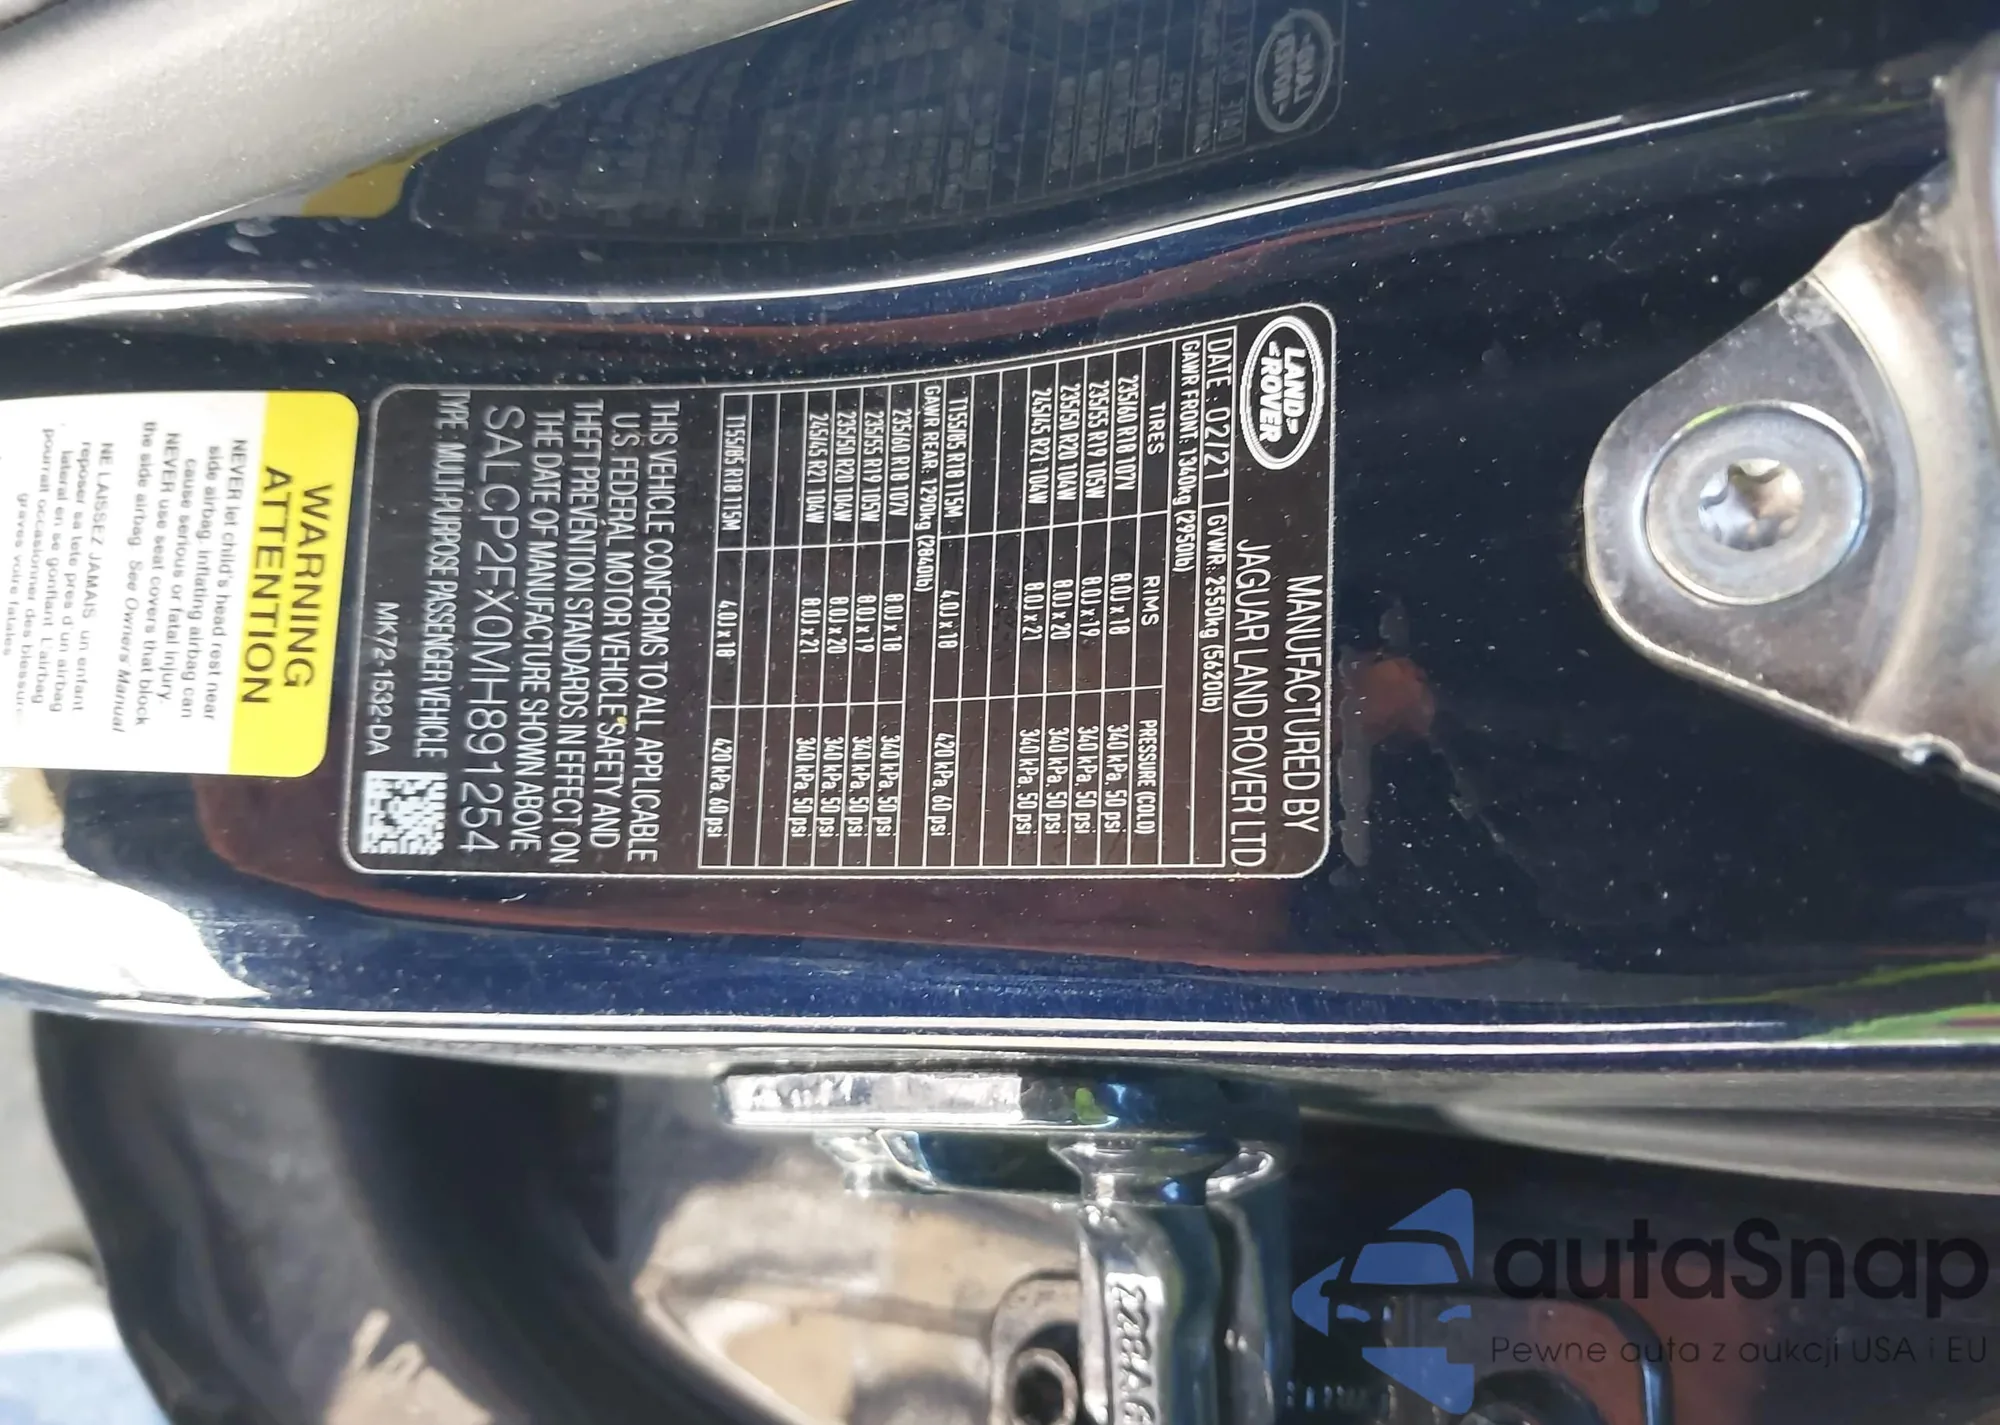 LAND
-ROVER-
MANUFACTURED BY
JAGUAR LAND ROVER LTD
DATE : 02/21 GVWR: 2550kg (5620lb)
GAWR FRONT: 1340kg (2950lb)
TIRES RIMS PRESSURE (COLD)
235/60 R18 107V 8.0J x 18 340 kPa, 50 psi
235/55 R19 105W 8.0J x 19 340 kPa, 50 psi
235/50 R20 104W 8.0J x 20 340 kPa, 50 psi
245/45 R21 104W 8.0J x 21 340 kPa, 50 psi
T155/85 R18 115M 4.0J x 18 420 kPa, 60 psi
GAWR REAR: 1290kg (2840lb)
235/60 R18 107V 8.0J x 18 340 kPa, 50 psi
235/55 R19 105W 8.0J x 19 340 kPa, 50 psi
235/50 R20 104W 8.0J x 20 340 kPa, 50 psi
245/45 R21 104W 8.0J x 21 340 kPa, 50 psi
T155/85 R18 115M 4.0J x 18 420 kPa, 60 psi
THIS VEHICLE CONFORMS TO ALL APPLICABLE
U.S. FEDERAL MOTOR VEHICLE SAFETY AND
THEFT PREVENTION STANDARDS IN EFFECT ON
THE DATE OF MANUFACTURE SHOWN ABOVE
SALCP2FX0MH891254
TYPE: MULTI-PURPOSE PASSENGER VEHICLE
MK72-1532-DA
WARNING
ATTENTION
NEVER let child's head rest near
side airbag. Inflating airbag can
cause serious or fatal injury.
NEVER use seat covers that block
the side airbag. See Owners' Manual
NE LAISSEZ JAMAIS un enfant
reposer sa tete pres d un airbag
lateral en se gonflant. L'airbag
pourrait occasionner des blessure
graves voire fatales
autaSnap
Pewne auta z aukcji USA i EU